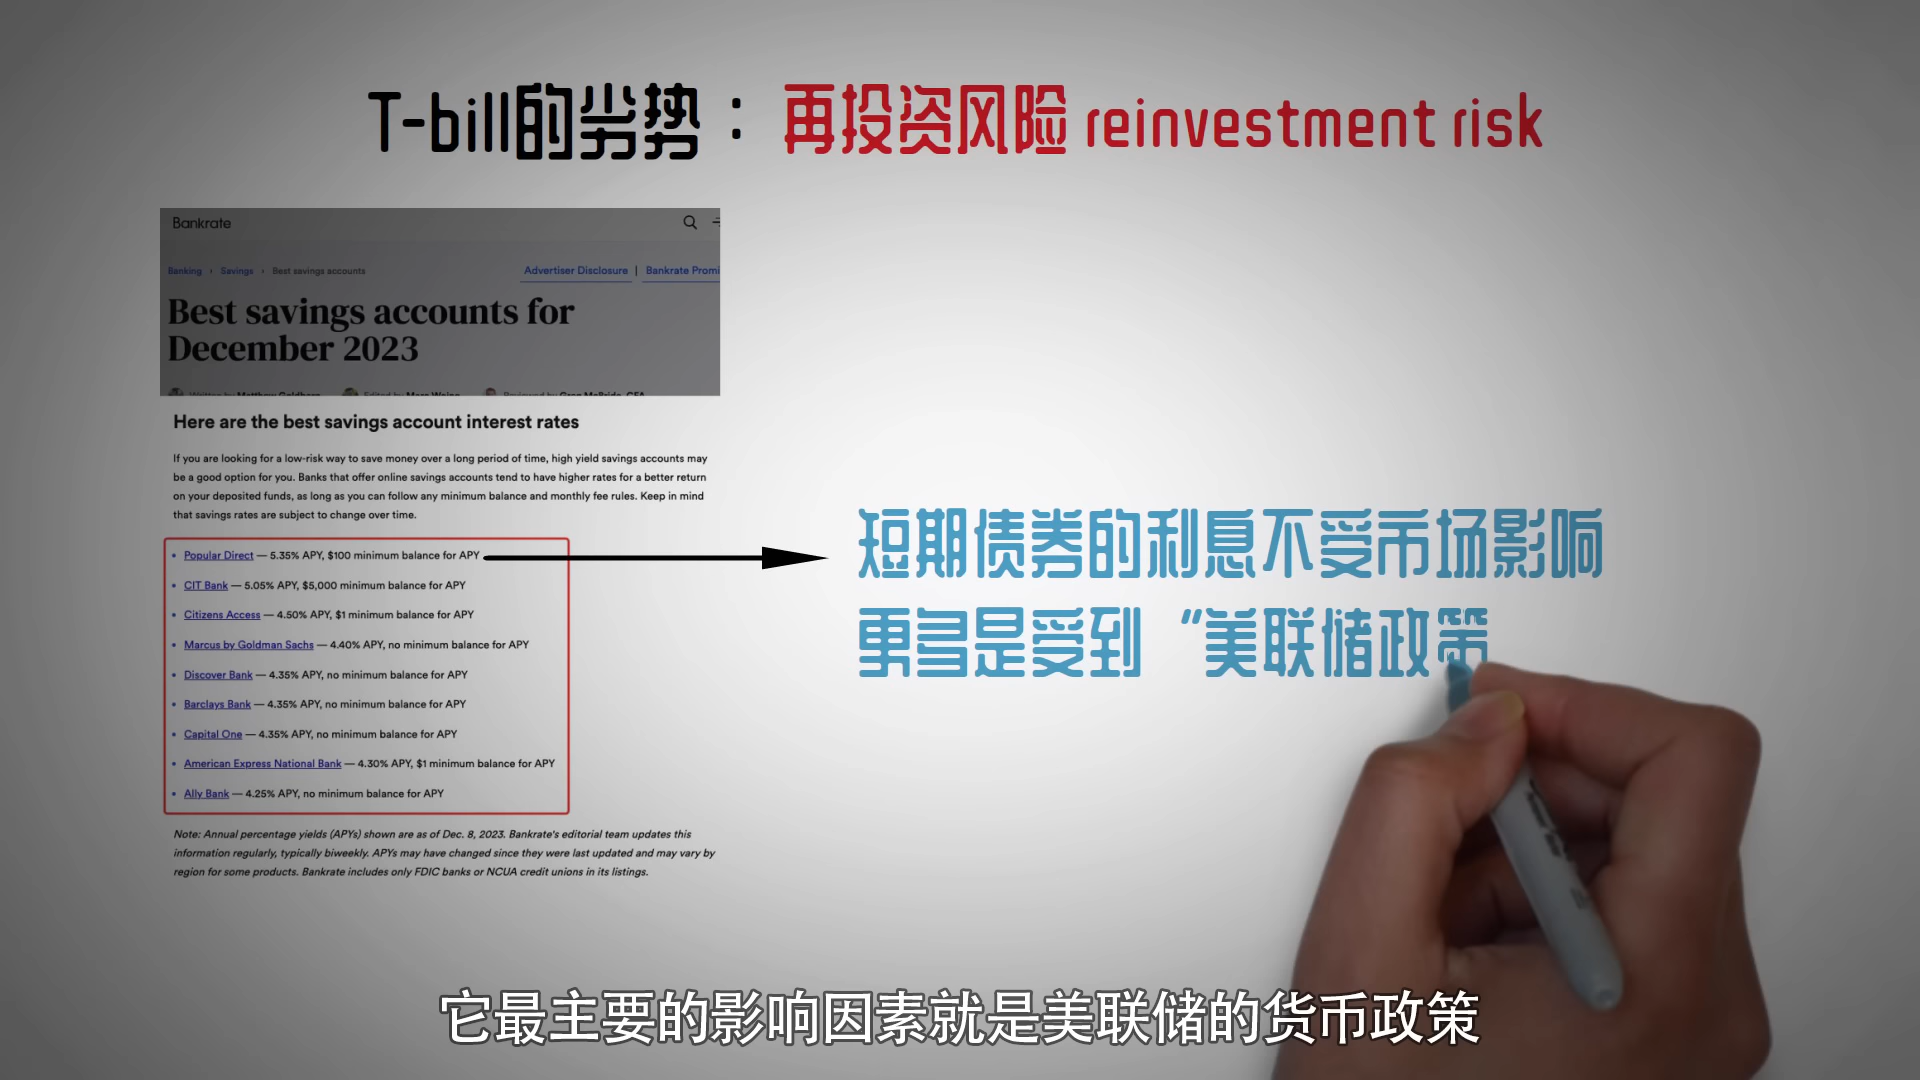 T-bill的劣势：再投资风险 reinvestment risk
Bankrate
Banking › Savings › Best savings accounts
Advertiser Disclosure | Bankrate Promi
Best savings accounts for
December 2023
Written by Matthew Goldberg Edited by Marc Wojno Reviewed by Greg McBride, CFA
Here are the best savings account interest rates
If you are looking for a low-risk way to save money over a long period of time, high yield savings accounts may
be a good option for you. Banks that offer online savings accounts tend to have higher rates for a better return
on your deposited funds, as long as you can follow any minimum balance and monthly fee rules. Keep in mind
that savings rates are subject to change over time.
• Popular Direct — 5.35% APY, $100 minimum balance for APY
• CIT Bank — 5.05% APY, $5,000 minimum balance for APY
• Citizens Access — 4.50% APY, $1 minimum balance for APY
• Marcus by Goldman Sachs — 4.40% APY, no minimum balance for APY
• Discover Bank — 4.35% APY, no minimum balance for APY
• Barclays Bank — 4.35% APY, no minimum balance for APY
• Capital One — 4.35% APY, no minimum balance for APY
• American Express National Bank — 4.30% APY, $1 minimum balance for APY
• Ally Bank — 4.25% APY, no minimum balance for APY
Note: Annual percentage yields (APYs) shown are as of Dec. 8, 2023. Bankrate's editorial team updates this
information regularly, typically biweekly. APYs may have changed since they were last updated and may vary by
region for some products. Bankrate includes only FDIC banks or NCUA credit unions in its listings.
短期债券的利息不受市场影响
更多是受到“美联储政策
它最主要的影响因素就是美联储的货币政策